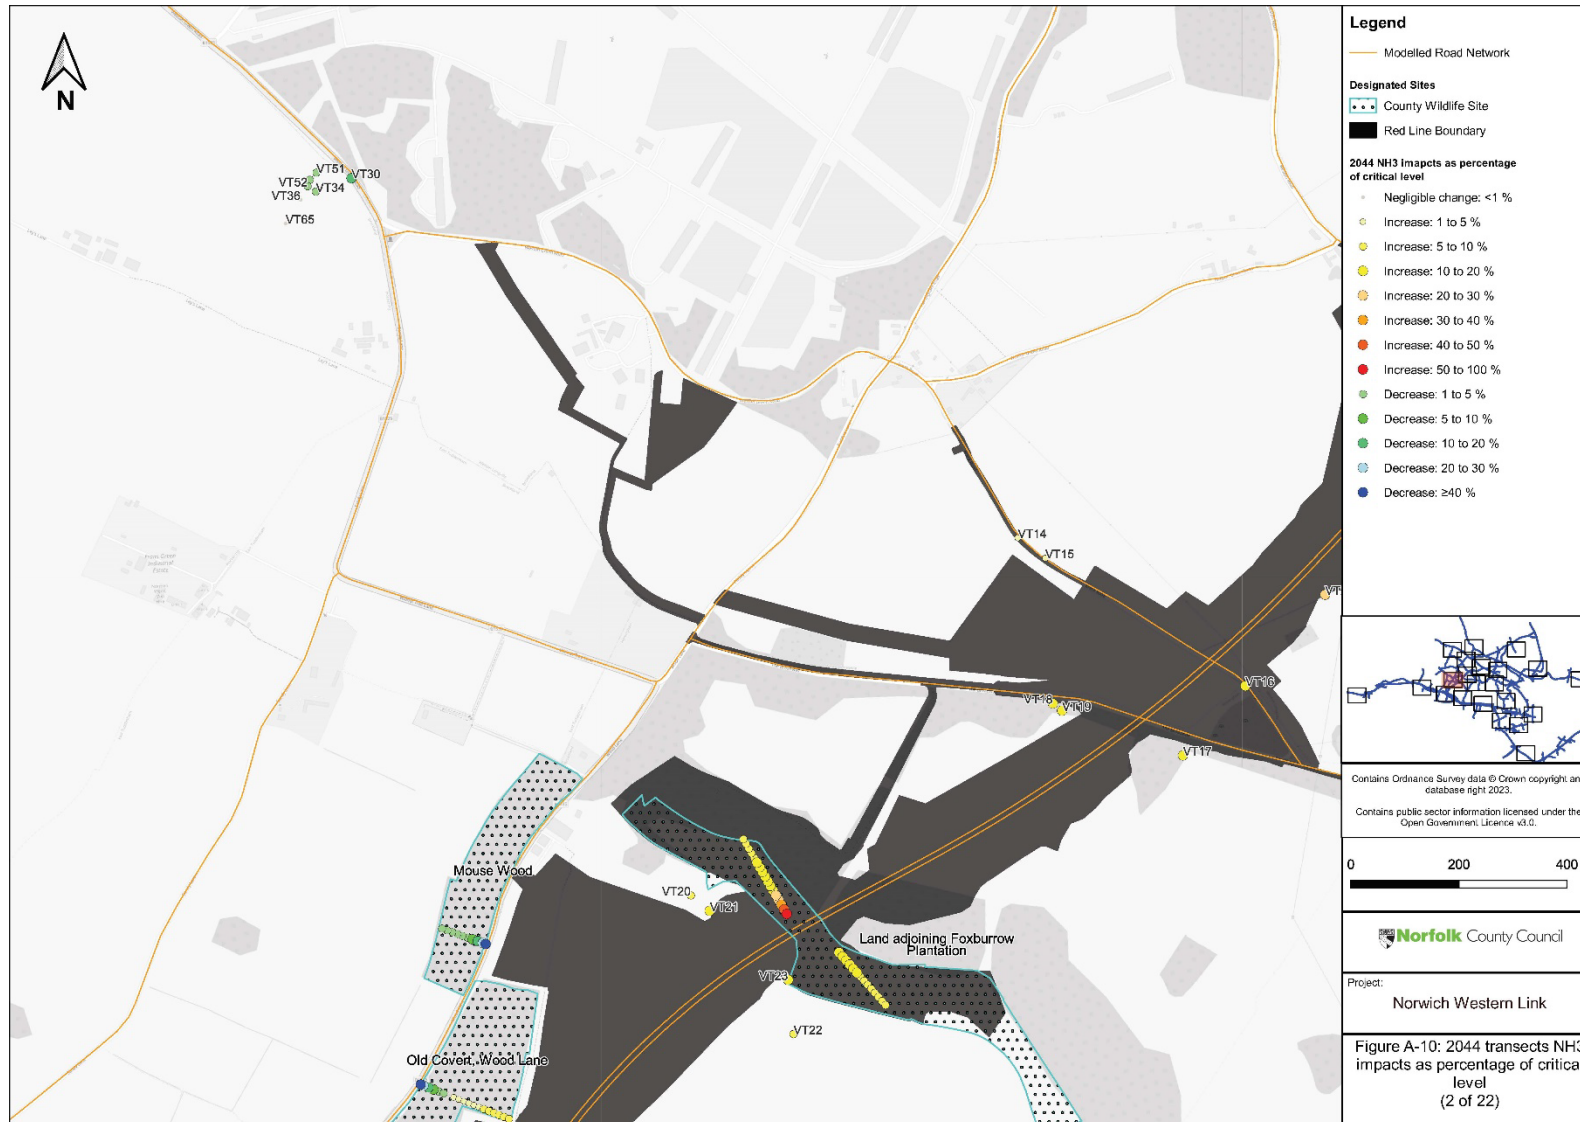 N
VT51
VT30
VT52
VT34
VT36
VT65
VT14
VT15
VT16
VT18
VT19
VT17
Mouse Wood
VT20
VT21
Land adjoining Foxburrow
Plantation
VT23
VT22
Old Covert, Wood Lane
Legend
Modelled Road Network
Designated Sites
County Wildlife Site
Red Line Boundary
2044 NH3 imapcts as percentage
of critical level
Negligible change: <1 %
Increase: 1 to 5 %
Increase: 5 to 10 %
Increase: 10 to 20 %
Increase: 20 to 30 %
Increase: 30 to 40 %
Increase: 40 to 50 %
Increase: 50 to 100 %
Decrease: 1 to 5 %
Decrease: 5 to 10 %
Decrease: 10 to 20 %
Decrease: 20 to 30 %
Decrease: ≥40 %
Contains Ordnance Survey data © Crown copyright an
database right 2023.
Contains public sector information licensed under the
Open Government Licence v3.0.
0 200 400
Norfolk County Council
Project:
Norwich Western Link
Figure A-10: 2044 transects NH3
impacts as percentage of critica
level
(2 of 22)